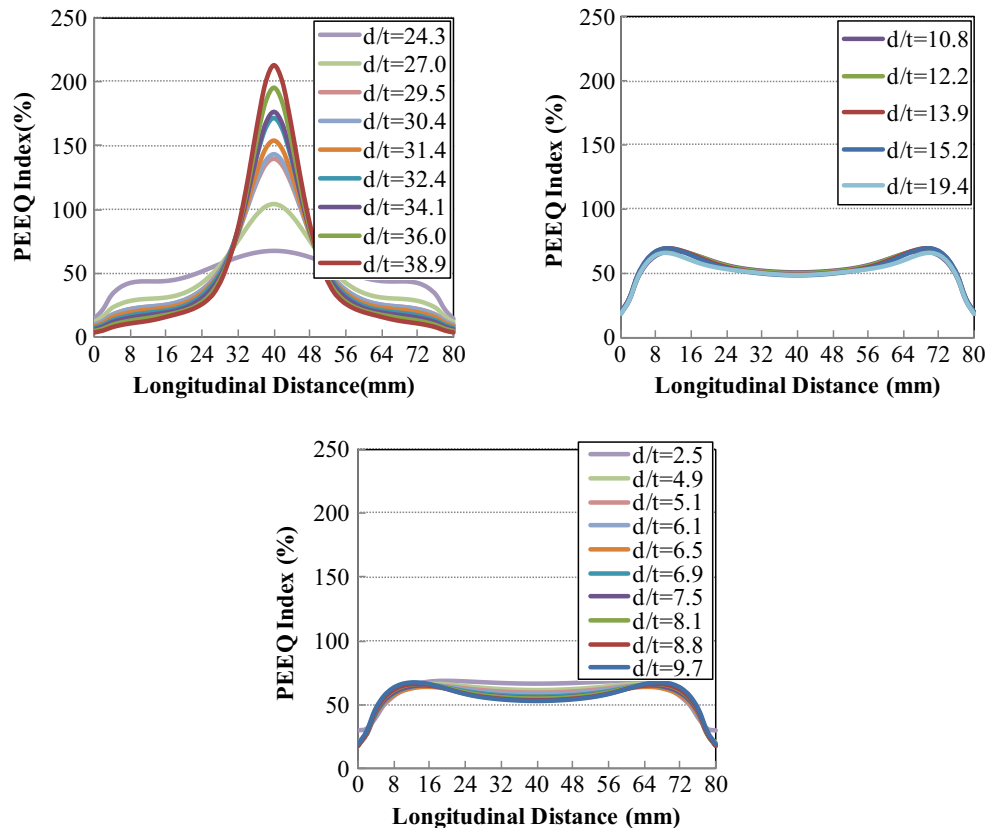 PEEQ Index(%)
250
200
150
100
50
0
0 8 16 24 32 40 48 56 64 72 80
Longitudinal Distance(mm)
d/t=24.3
d/t=27.0
d/t=29.5
d/t=30.4
d/t=31.4
d/t=32.4
d/t=34.1
d/t=36.0
d/t=38.9
PEEQ Index (%)
250
200
150
100
50
0
0 8 16 24 32 40 48 56 64 72 80
Longitudinal Distance (mm)
d/t=10.8
d/t=12.2
d/t=13.9
d/t=15.2
d/t=19.4
PEEQ Index (%)
250
200
150
100
50
0
0 8 16 24 32 40 48 56 64 72 80
Longitudinal Distance (mm)
d/t=2.5
d/t=4.9
d/t=5.1
d/t=6.1
d/t=6.5
d/t=6.9
d/t=7.5
d/t=8.1
d/t=8.8
d/t=9.7